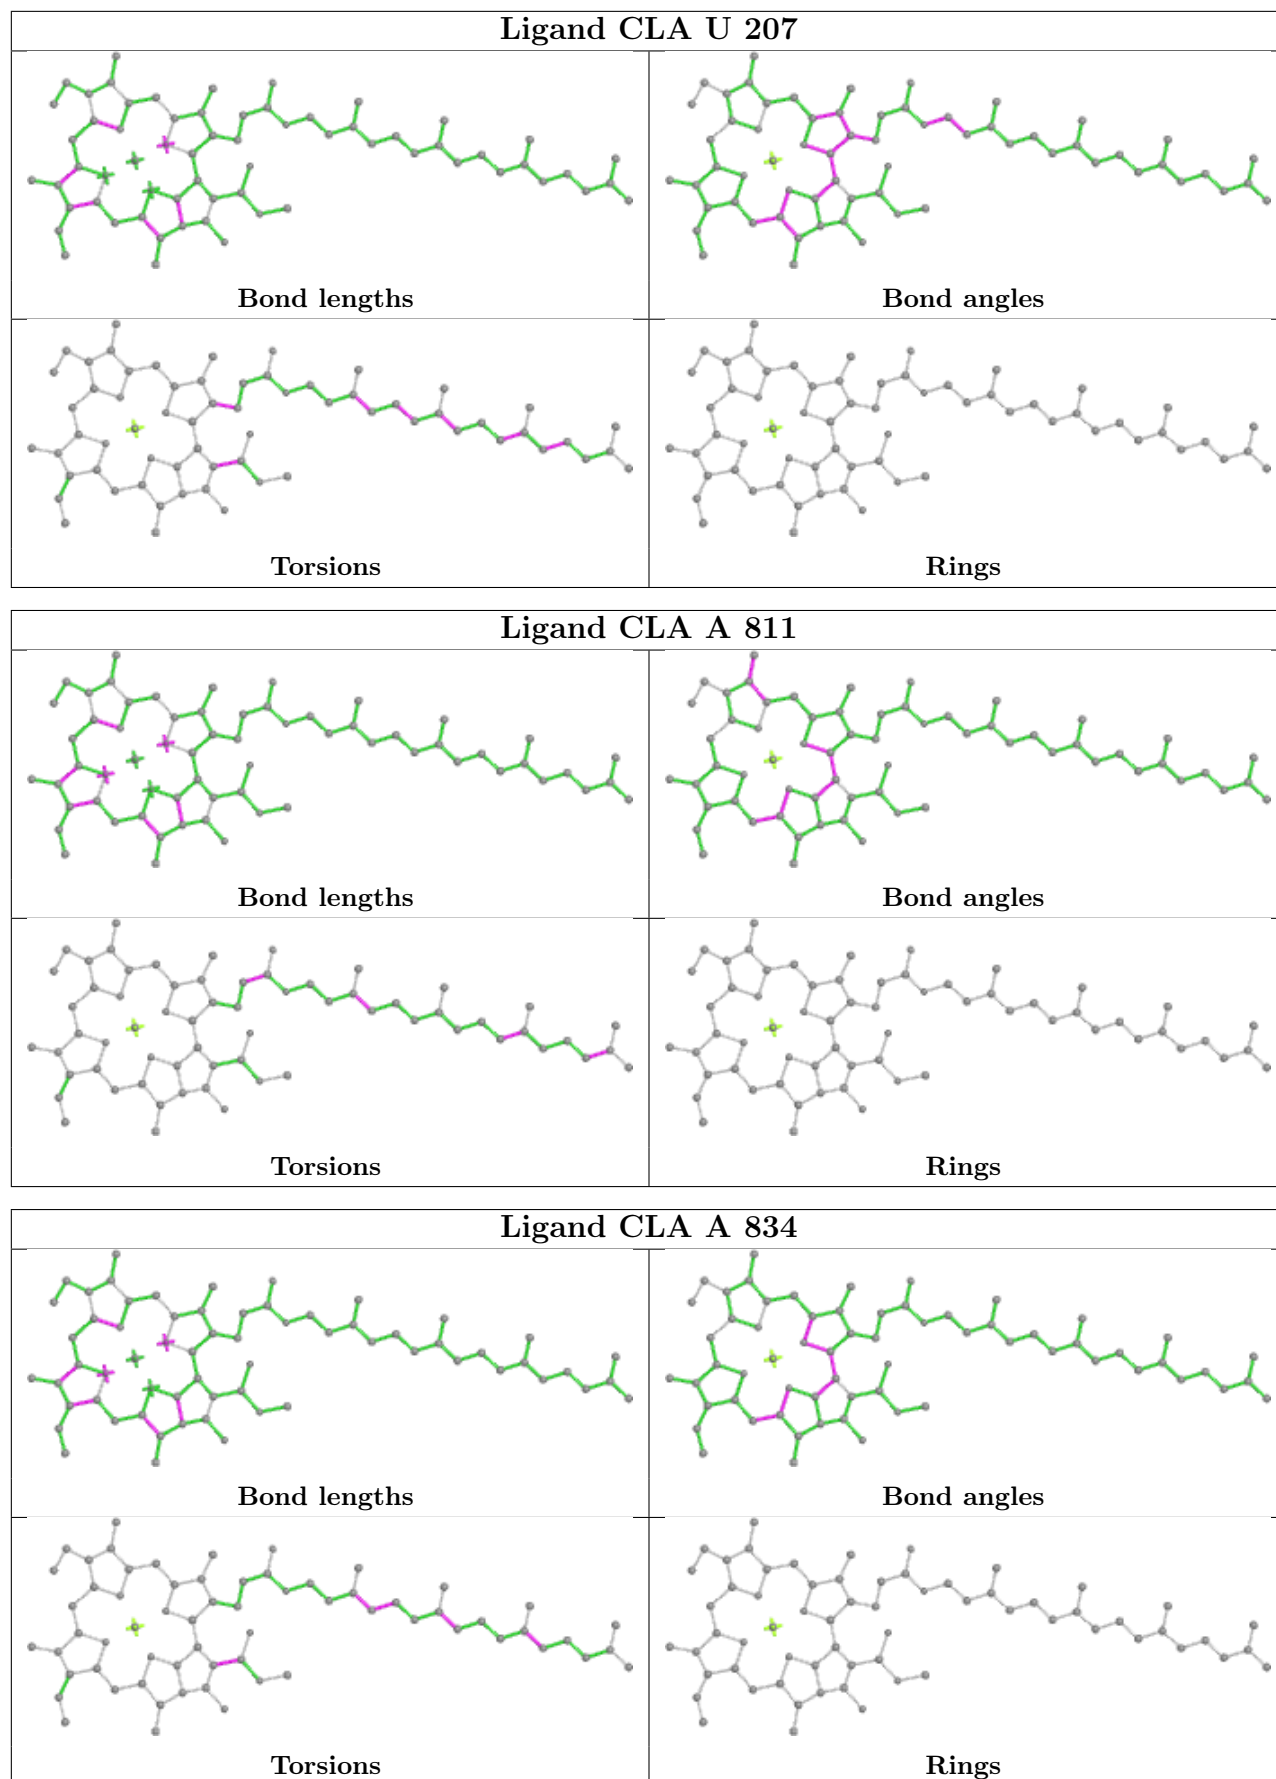 Ligand CLA U 207
Bond lengths
Bond angles
Torsions
Rings
Ligand CLA A 811
Bond lengths
Bond angles
Torsions
Rings
Ligand CLA A 834
Bond lengths
Bond angles
Torsions
Rings